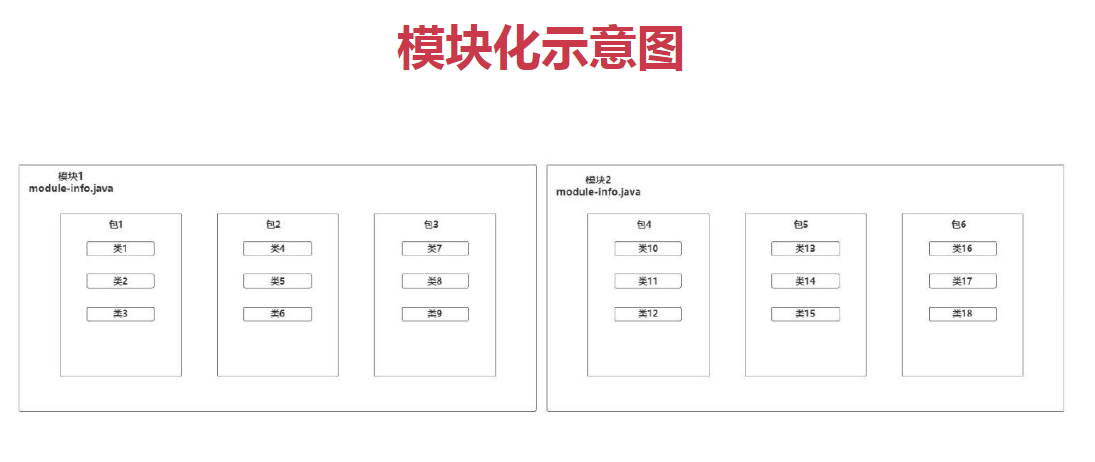 模块化示意图
模块1
module-info.java
包1
类1
类2
类3
包2
类4
类5
类6
包3
类7
类8
类9
模块2
module-info.java
包4
类10
类11
类12
包5
类13
类14
类15
包6
类16
类17
类18